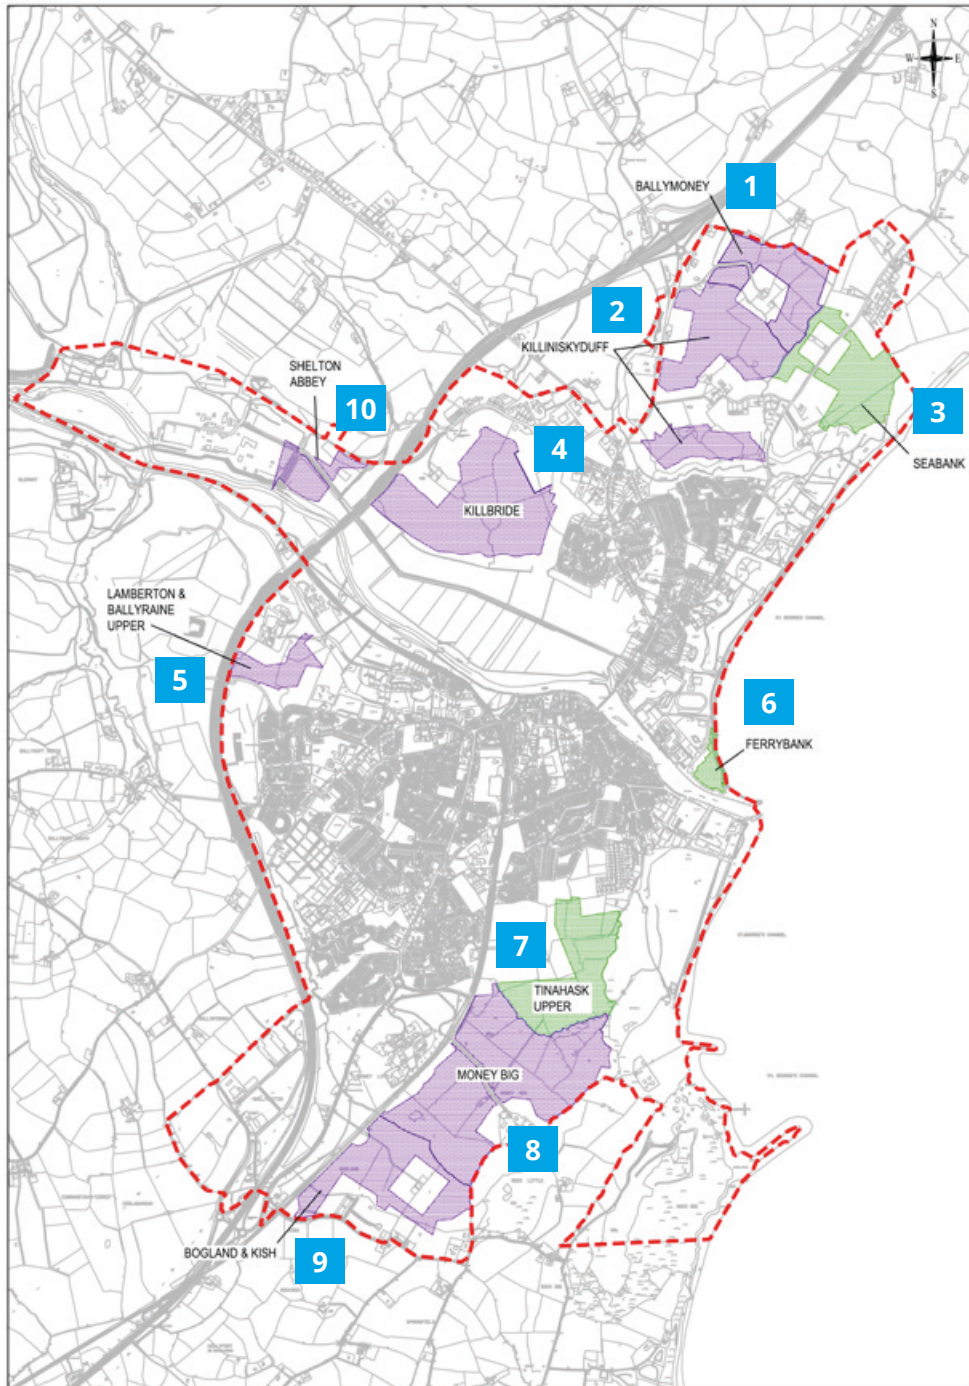 N
W E
S
BALLYMONEY
1
2
KILLINISKYDUFF
SHELTON
ABBEY
10
3
SEABANK
4
KILLBRIDE
LAMBERTON &
BALLYRAINE
UPPER
5
6
FERRYBANK
7
TINAHASK
UPPER
MONEY BIG
8
BOGLAND & KISH
9